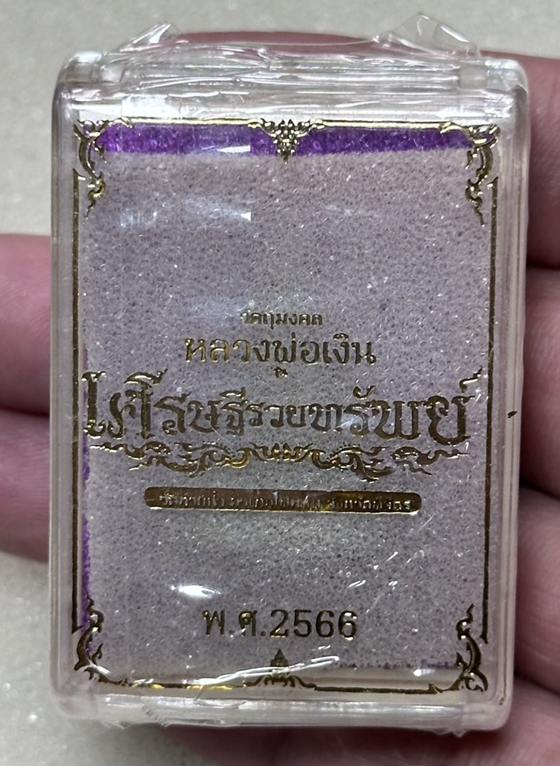 วัตถุมงคล
หลวงพ่อเงิน
เศรษฐีรวยทรัพย์
พ.ศ.2566